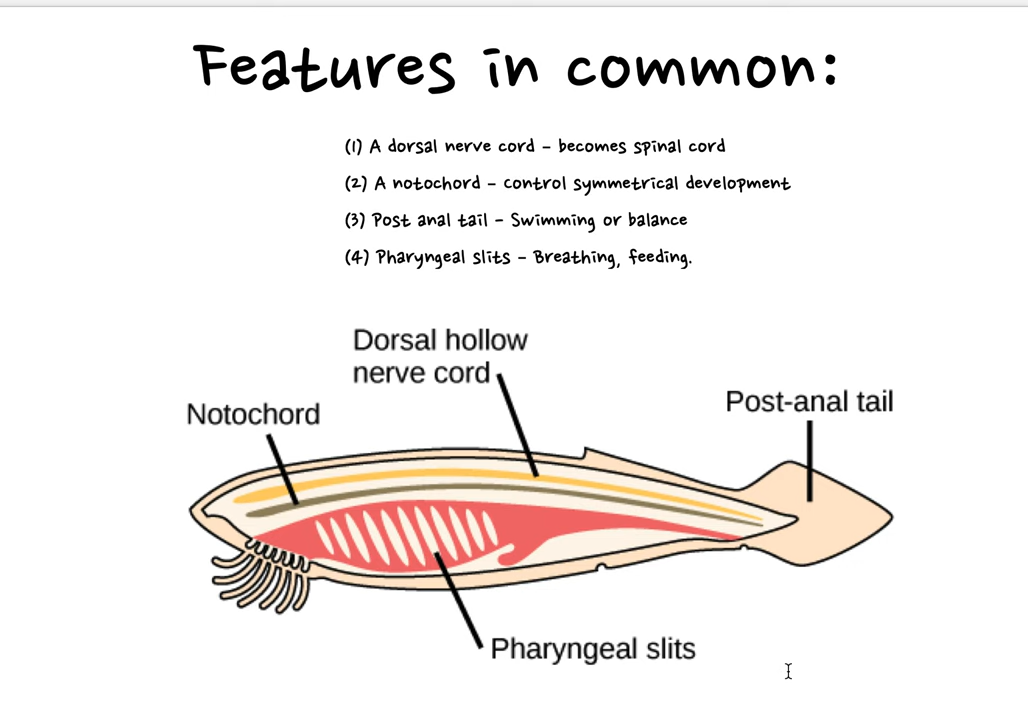 Features in common:
(1) A dorsal nerve cord - becomes spinal cord
(2) A notochord - control symmetrical development
(3) Post anal tail - Swimming or balance
(4) Pharyngeal slits - Breathing, feeding.
Dorsal hollow
nerve cord
Notochord
Post-anal tail
Pharyngeal slits